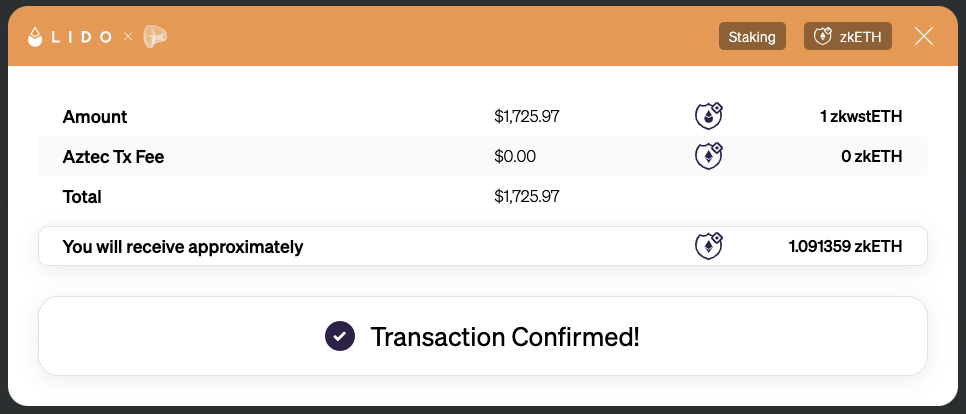 LIDO × Staking zkETH
Amount $1,725.97 1 zkwstETH
Aztec Tx Fee $0.00 0 zkETH
Total $1,725.97
You will receive approximately 1.091359 zkETH
Transaction Confirmed!